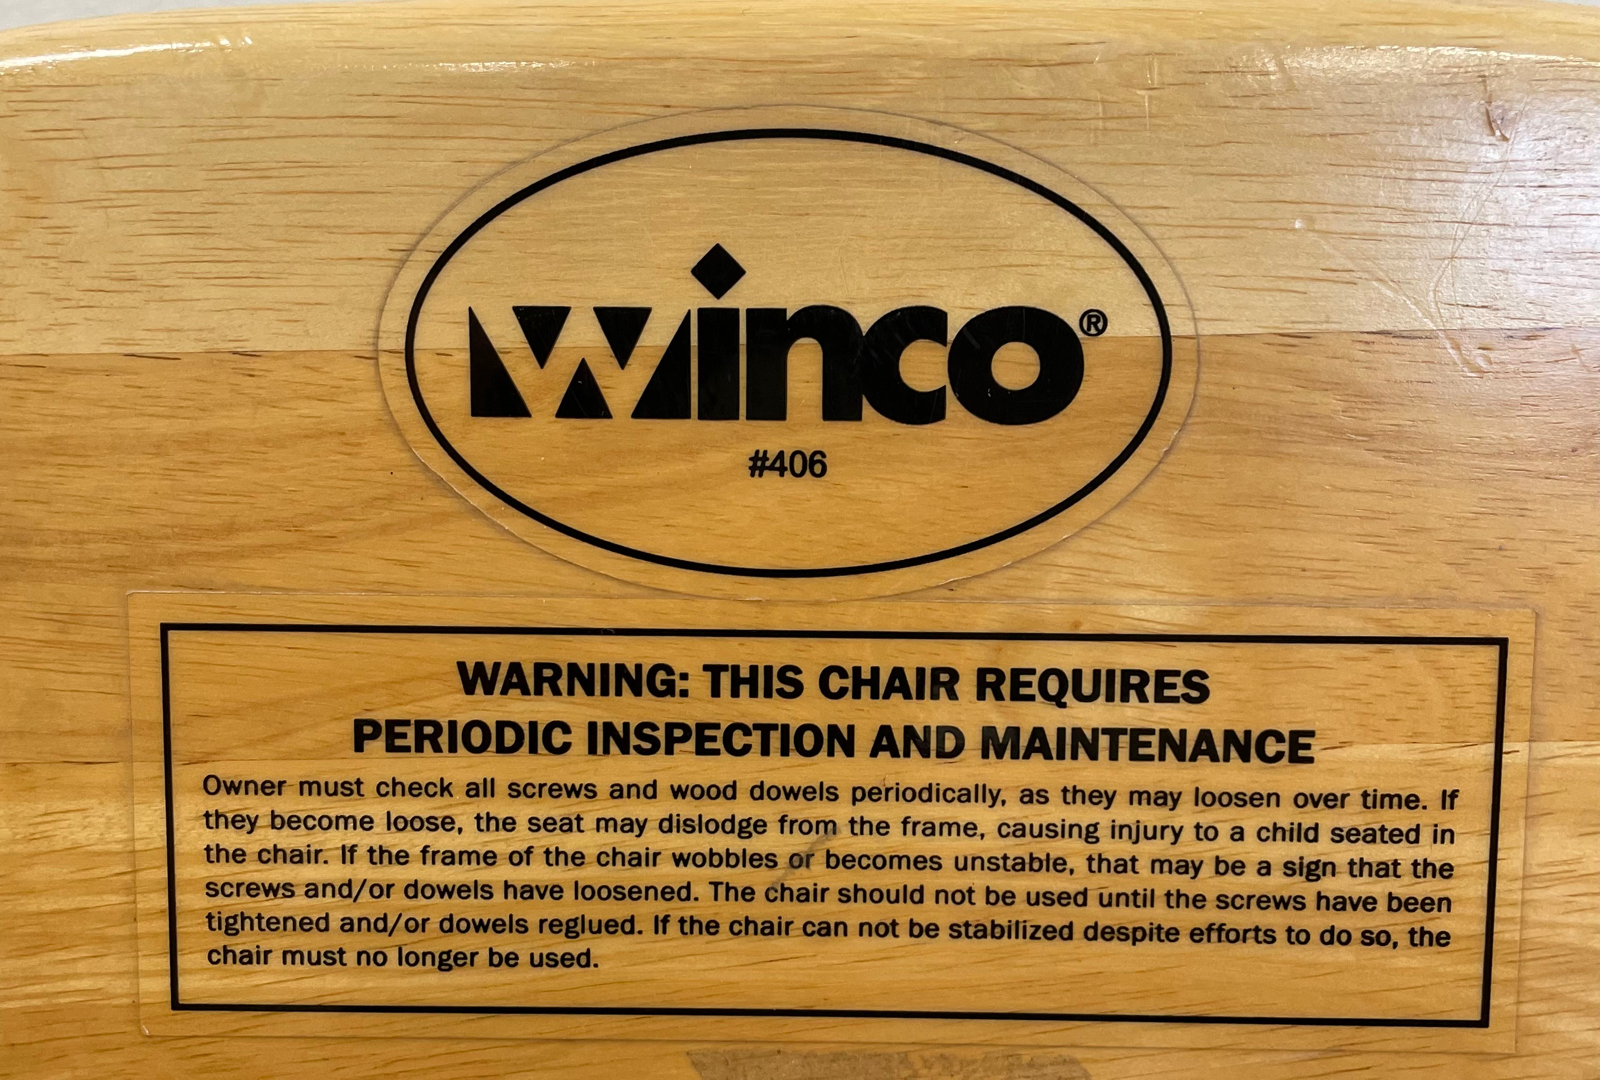 winco®
#406
WARNING: THIS CHAIR REQUIRES
PERIODIC INSPECTION AND MAINTENANCE
Owner must check all screws and wood dowels periodically, as they may loosen over time. If
they become loose, the seat may dislodge from the frame, causing injury to a child seated in
the chair. If the frame of the chair wobbles or becomes unstable, that may be a sign that the
screws and/or dowels have loosened. The chair should not be used until the screws have been
tightened and/or dowels reglued. If the chair can not be stabilized despite efforts to do so, the
chair must no longer be used.